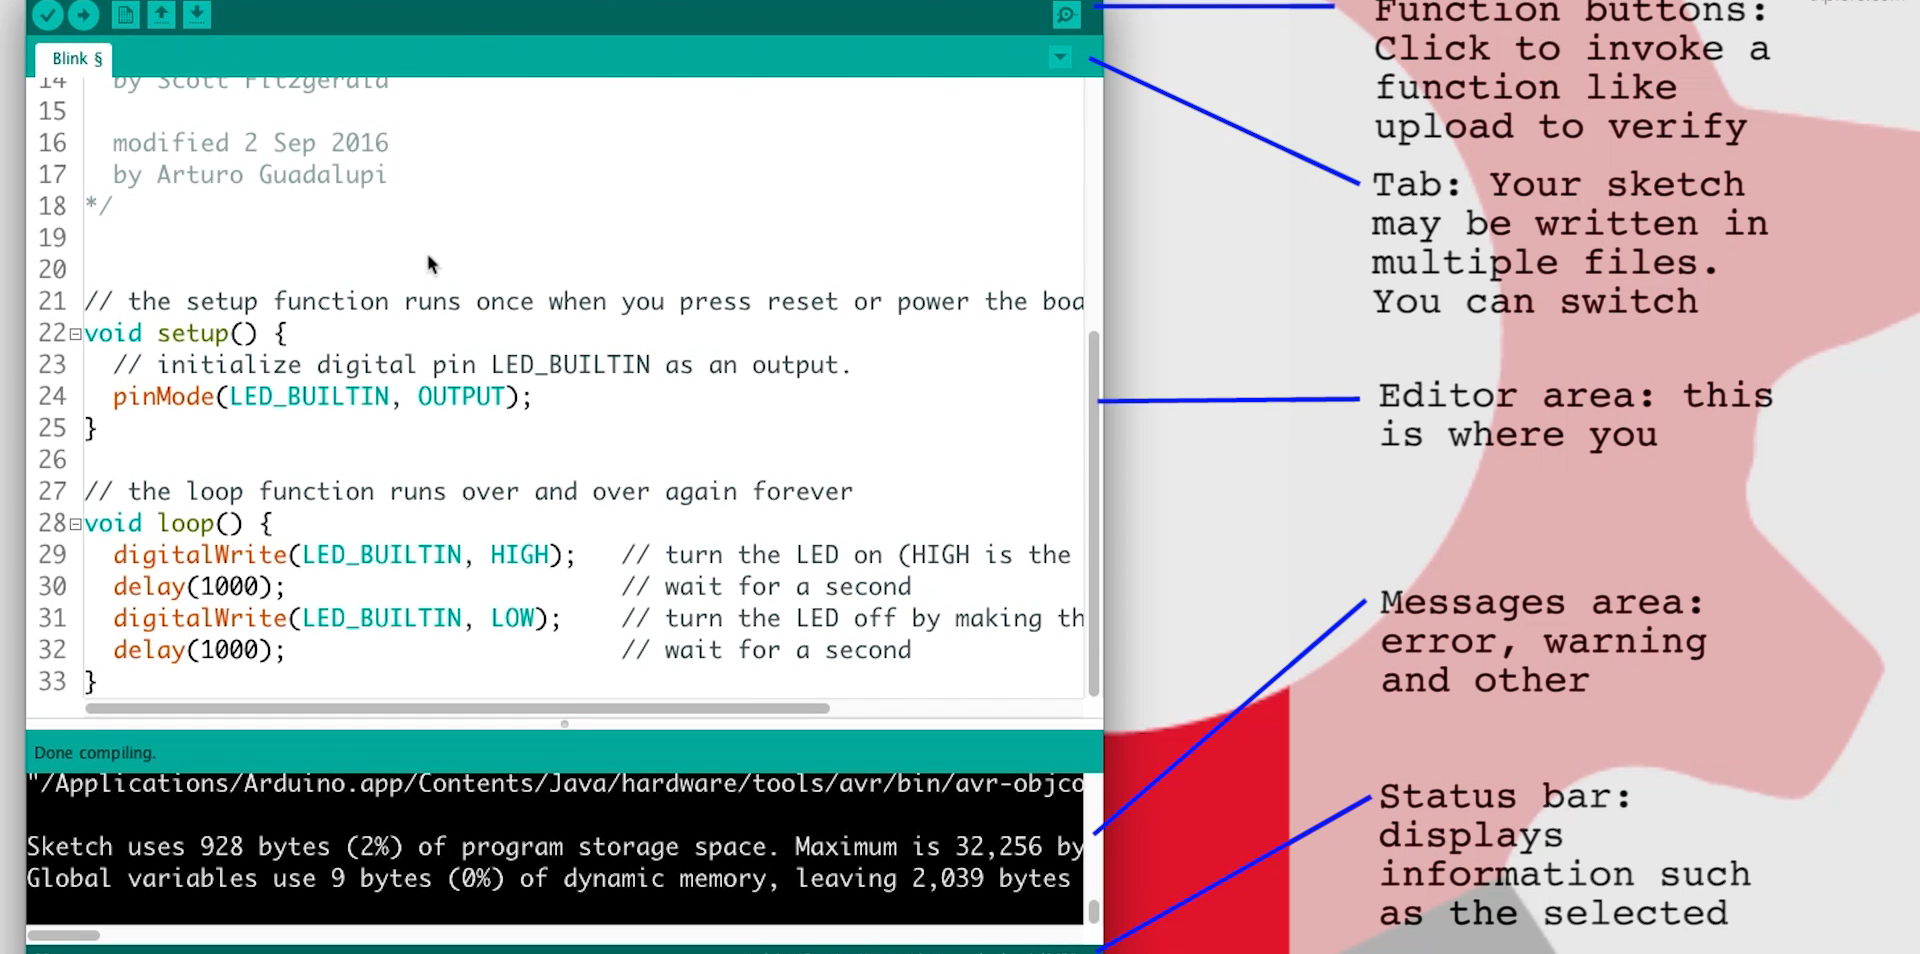 Blink §
14 by Scott Fitzgerald
15
16 modified 2 Sep 2016
17 by Arturo Guadalupi
18 */
19
20
21 // the setup function runs once when you press reset or power the boa
22 void setup() {
23 // initialize digital pin LED_BUILTIN as an output.
24 pinMode(LED_BUILTIN, OUTPUT);
25 }
26
27 // the loop function runs over and over again forever
28 void loop() {
29 digitalWrite(LED_BUILTIN, HIGH); // turn the LED on (HIGH is the
30 delay(1000); // wait for a second
31 digitalWrite(LED_BUILTIN, LOW); // turn the LED off by making th
32 delay(1000); // wait for a second
33 }
Done compiling.
"/Applications/Arduino.app/Contents/Java/hardware/tools/avr/bin/avr-objco
Sketch uses 928 bytes (2%) of program storage space. Maximum is 32,256 by
Global variables use 9 bytes (0%) of dynamic memory, leaving 2,039 bytes
Function buttons:
Click to invoke a
function like
upload to verify
Tab: Your sketch
may be written in
multiple files.
You can switch
Editor area: this
is where you
Messages area:
error, warning
and other
Status bar:
displays
information such
as the selected